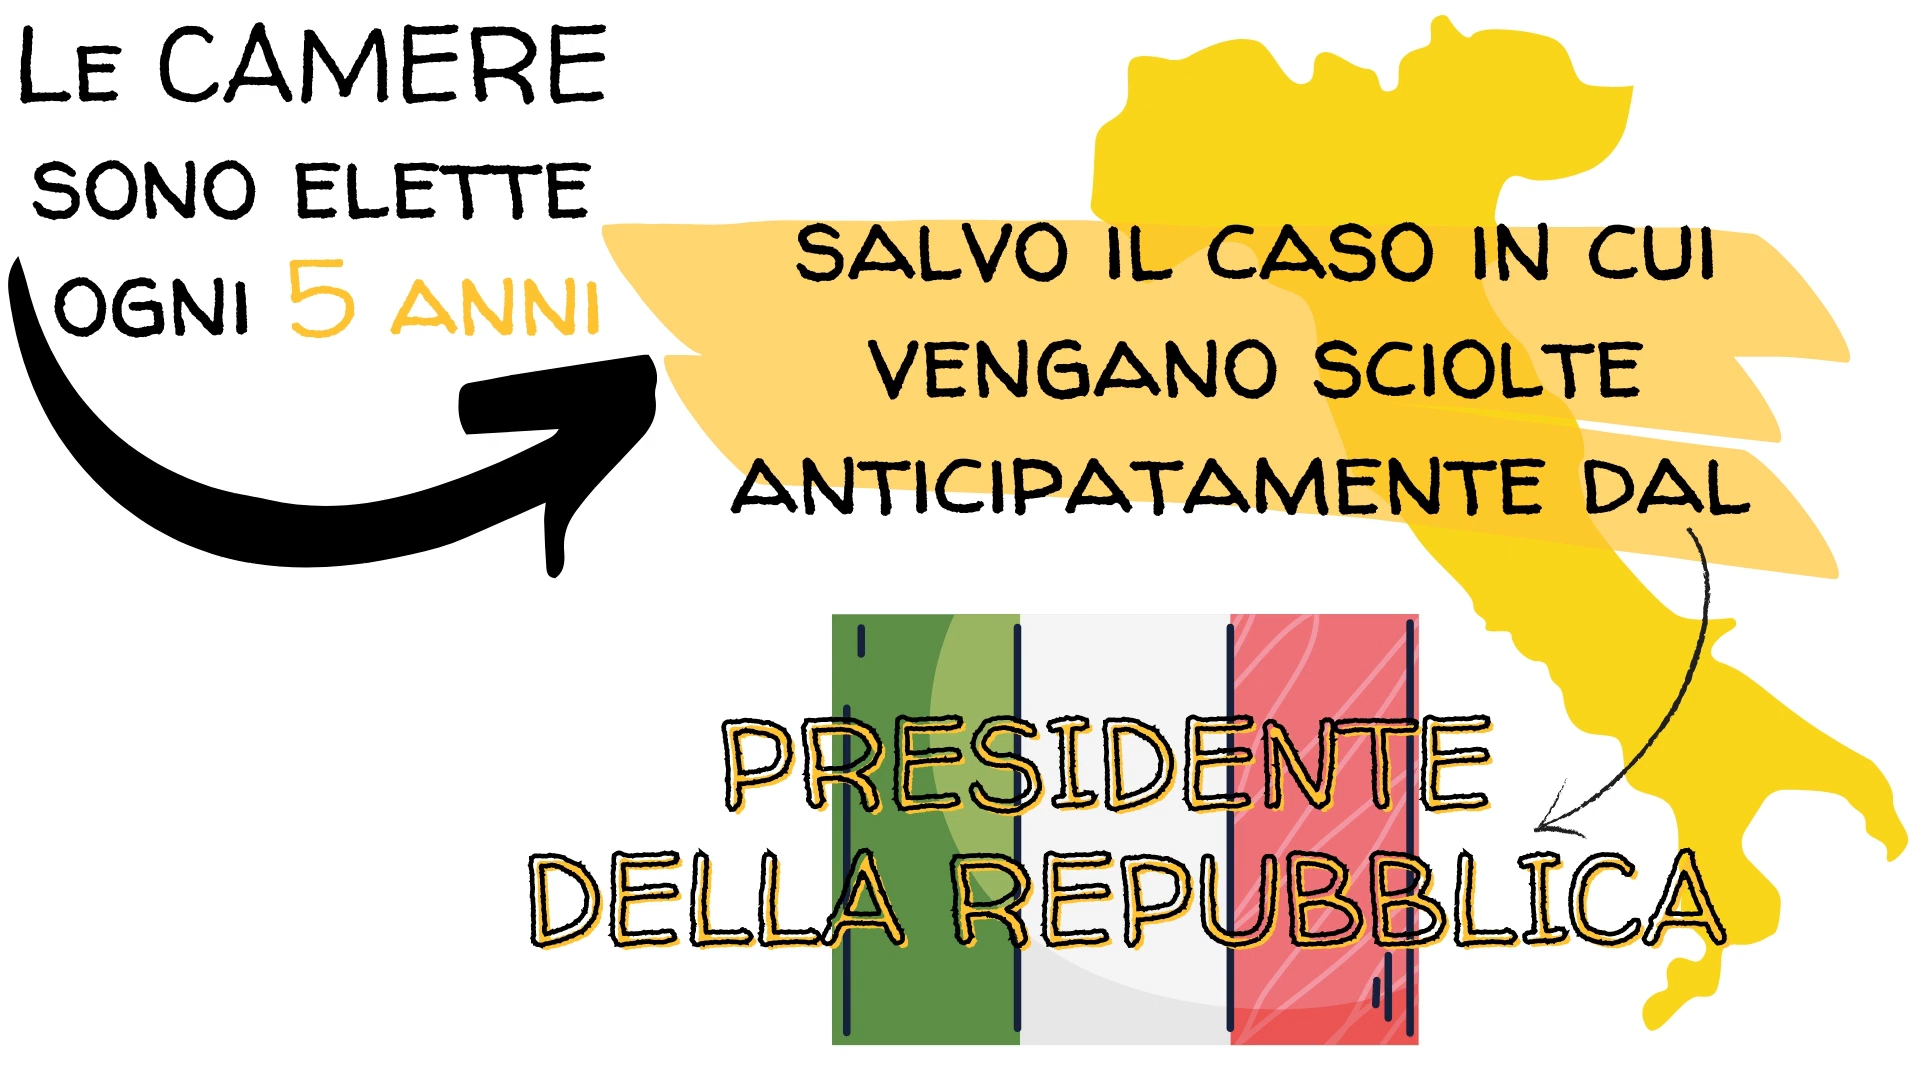 Le CAMERE
SONO ELETTE
OGNI 5 ANNI
SALVO IL CASO IN CUI
VENGANO SCIOLTE
ANTICIPATAMENTE DAL
PRESIDENTE
DELLA REPUBBLICA